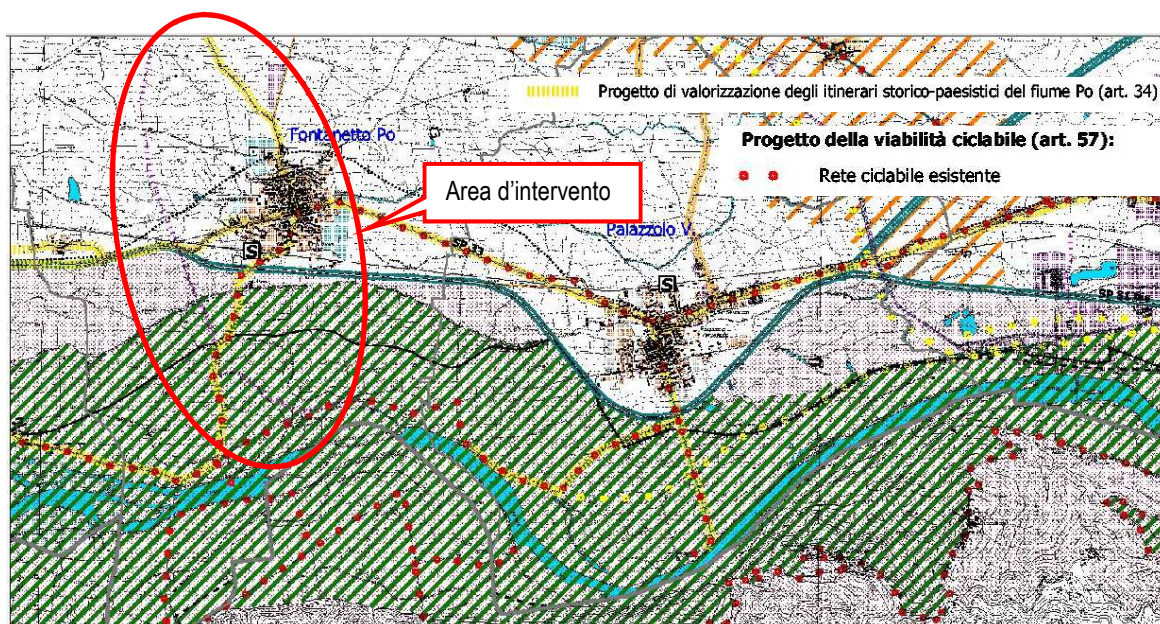 Progetto di valorizzazione degli itinerari storico-paesistici del fiume Po (art. 34)
Progetto della viabilità ciclabile (art. 57):
Rete ciclabile esistente
Fontanetto Po
Area d'intervento
Palazzolo V.
SP 33
S
S